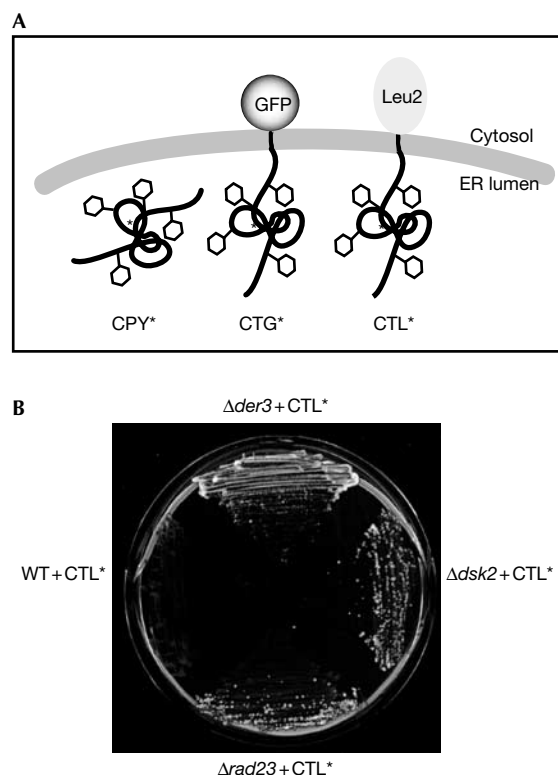 A
GFP
Leu2
Cytosol
ER lumen
*
*
*
CPY*
CTG*
CTL*
B
Δder3 + CTL*
WT + CTL*
Δdsk2 + CTL*
Δrad23 + CTL*